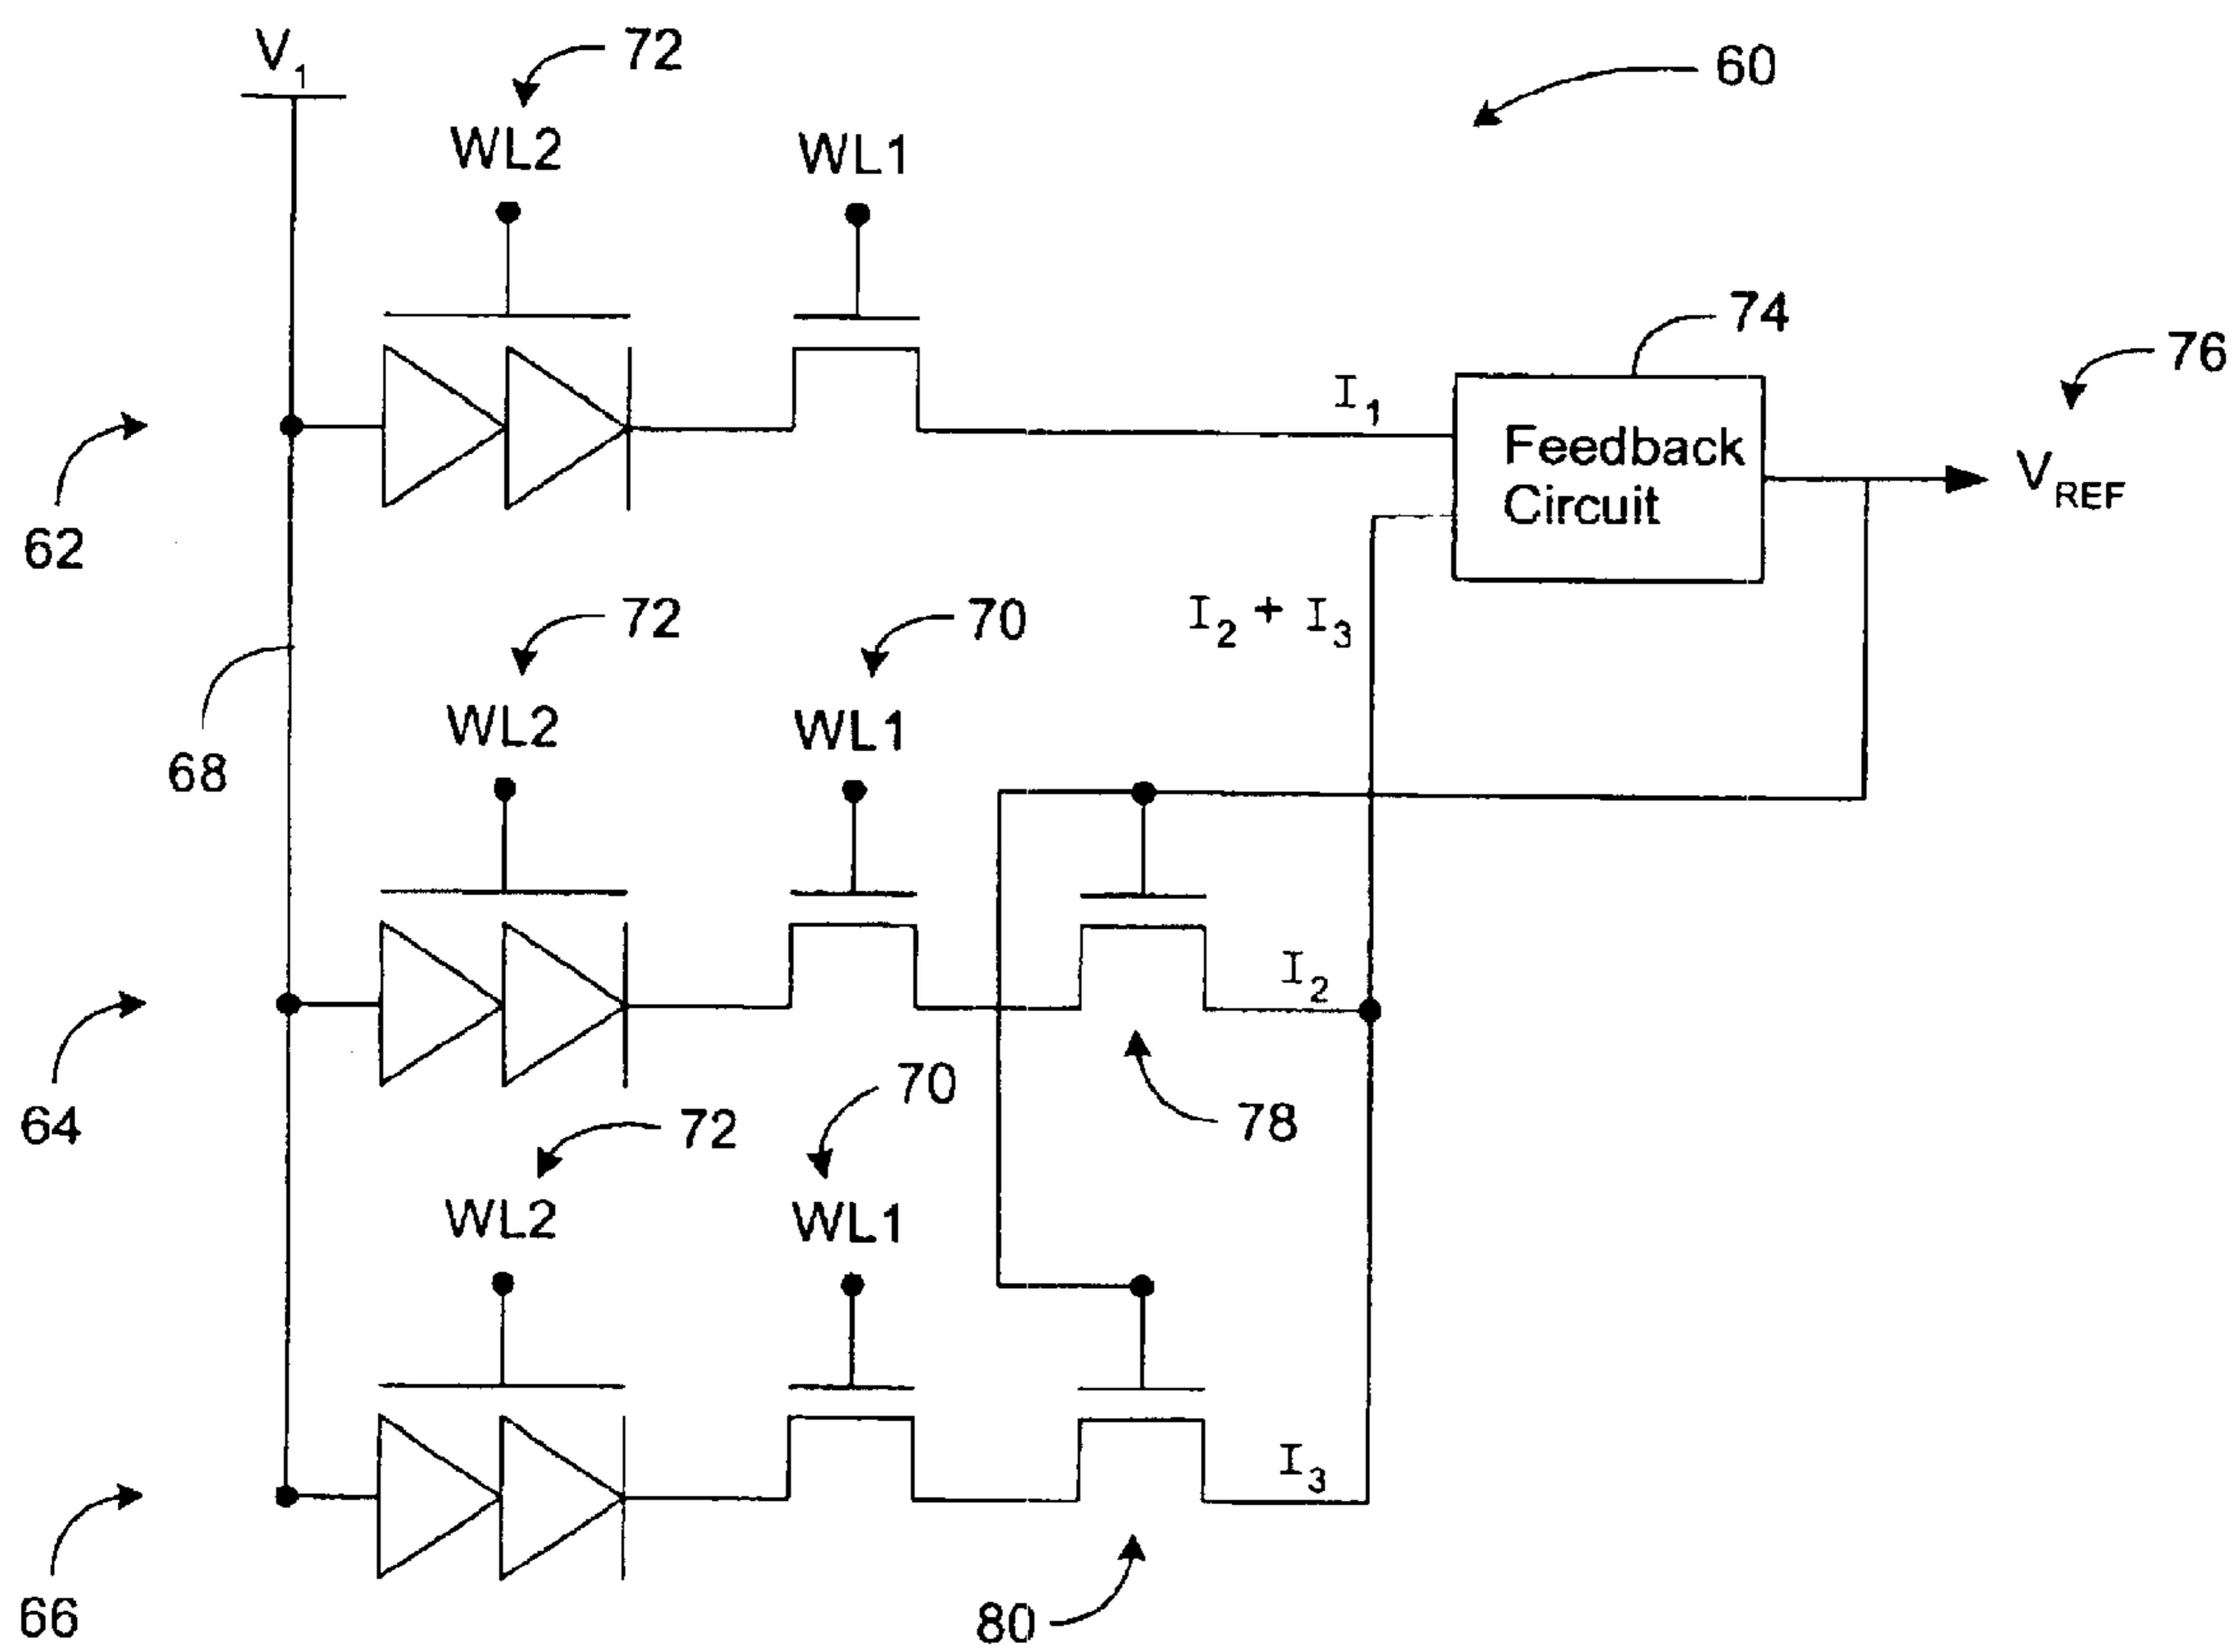 V1
72
60
WL2
WL1
74
76
I1
Feedback
Circuit
VREF
62
72
70
I2 + I3
WL2
WL1
68
I2
64
72
70
78
WL2
WL1
I3
66
80